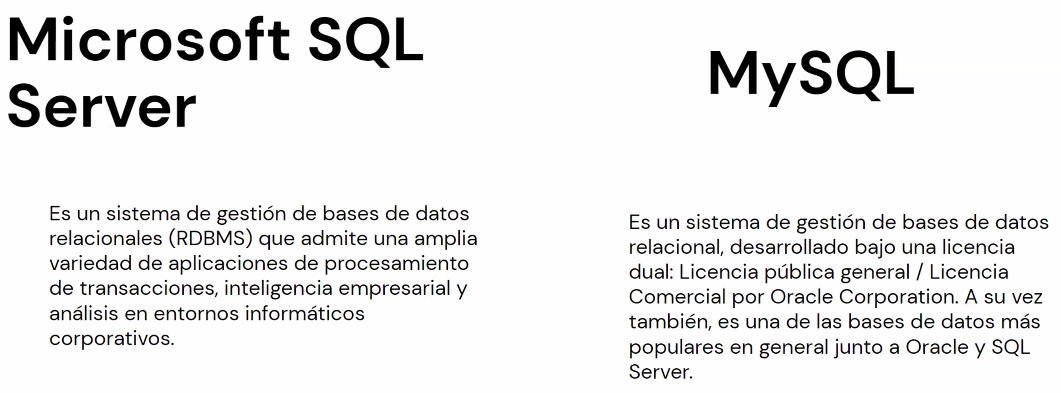 Microsoft SQL
Server
Es un sistema de gestión de bases de datos
relacionales (RDBMS) que admite una amplia
variedad de aplicaciones de procesamiento
de transacciones, inteligencia empresarial y
análisis en entornos informáticos
corporativos.
MySQL
Es un sistema de gestión de bases de datos
relacional, desarrollado bajo una licencia
dual: Licencia pública general / Licencia
Comercial por Oracle Corporation. A su vez
también, es una de las bases de datos más
populares en general junto a Oracle y SQL
Server.